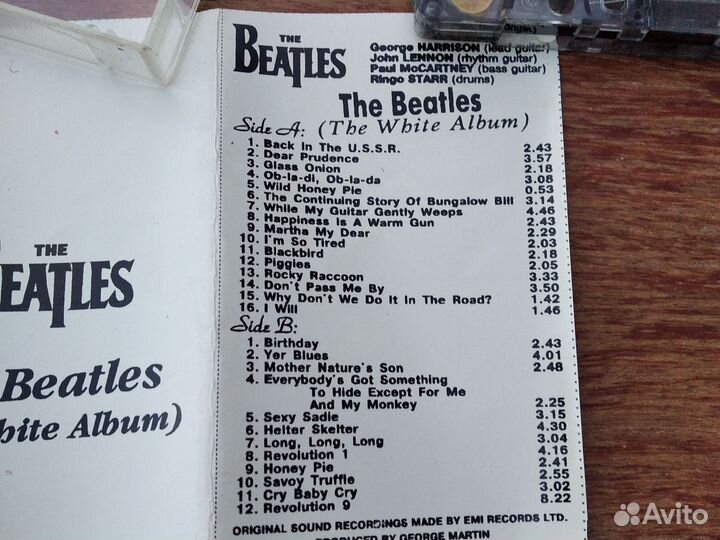 THE
BEATLES
George HARRISON (lead guitar)
John LENNON (rhythm guitar)
Paul McCARTNEY (bass guitar)
Ringo STARR (drums)
The Beatles
Side A: (The White Album)
1. Back In The U.S.S.R. 2.43
2. Dear Prudence 3.57
3. Glass Onion 2.18
4. Ob-la-di, Ob-la-da 3.08
5. Wild Honey Pie 0.53
6. The Continuing Story Of Bungalow Bill 3.14
7. While My Guitar Gently Weeps 4.46
8. Happiness Is A Warm Gun 2.43
9. Martha My Dear 2.29
10. I'm So Tired 2.03
11. Blackbird 2.18
12. Piggies 2.05
13. Rocky Raccoon 3.33
14. Don't Pass Me By 3.50
15. Why Don't We Do It In The Road? 1.42
16. I Will 1.46
Side B:
1. Birthday 2.43
2. Yer Blues 4.01
3. Mother Nature's Son 2.48
4. Everybody's Got Something
To Hide Except For Me
And My Monkey 2.25
5. Sexy Sadie 3.15
6. Helter Skelter 4.30
7. Long, Long, Long 3.04
8. Revolution 1 4.16
9. Honey Pie 2.41
10. Savoy Truffle 2.55
11. Cry Baby Cry 3.02
12. Revolution 9 8.22
ORIGINAL SOUND RECORDINGS MADE BY EMI RECORDS LTD.
PRODUCED BY GEORGE MARTIN
THE
EATLES
Beatles
hite Album)
Avito